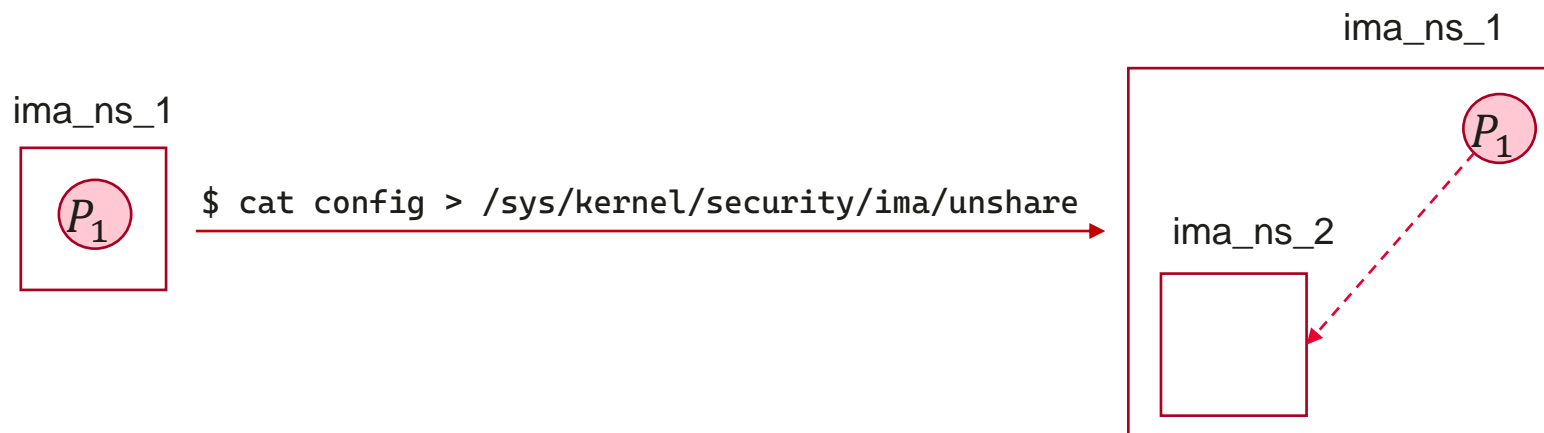 ima_ns_1
P₁
$ cat config > /sys/kernel/security/ima/unshare
ima_ns_1
P₁
ima_ns_2